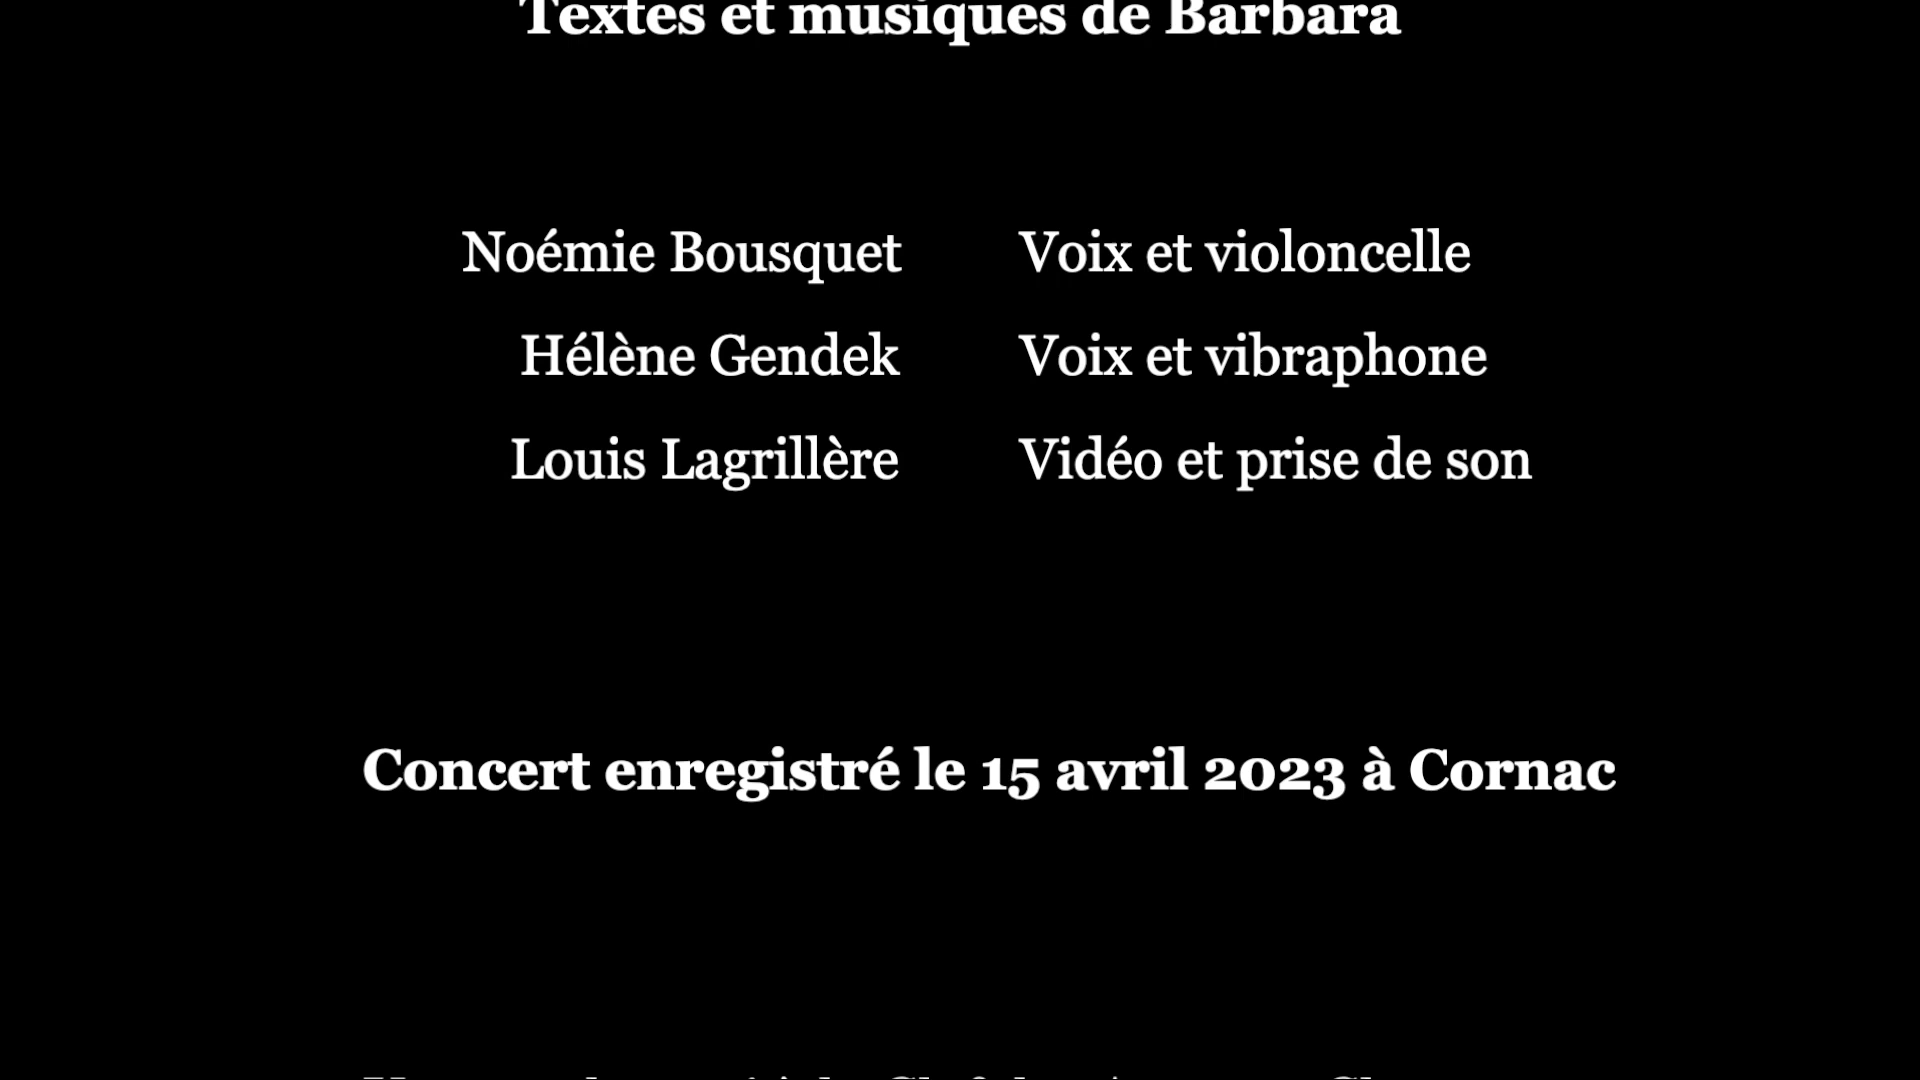 Textes et musiques de Barbara
Noémie Bousquet Voix et violoncelle
Hélène Gendek Voix et vibraphone
Louis Lagrillère Vidéo et prise de son
Concert enregistré le 15 avril 2023 à Cornac